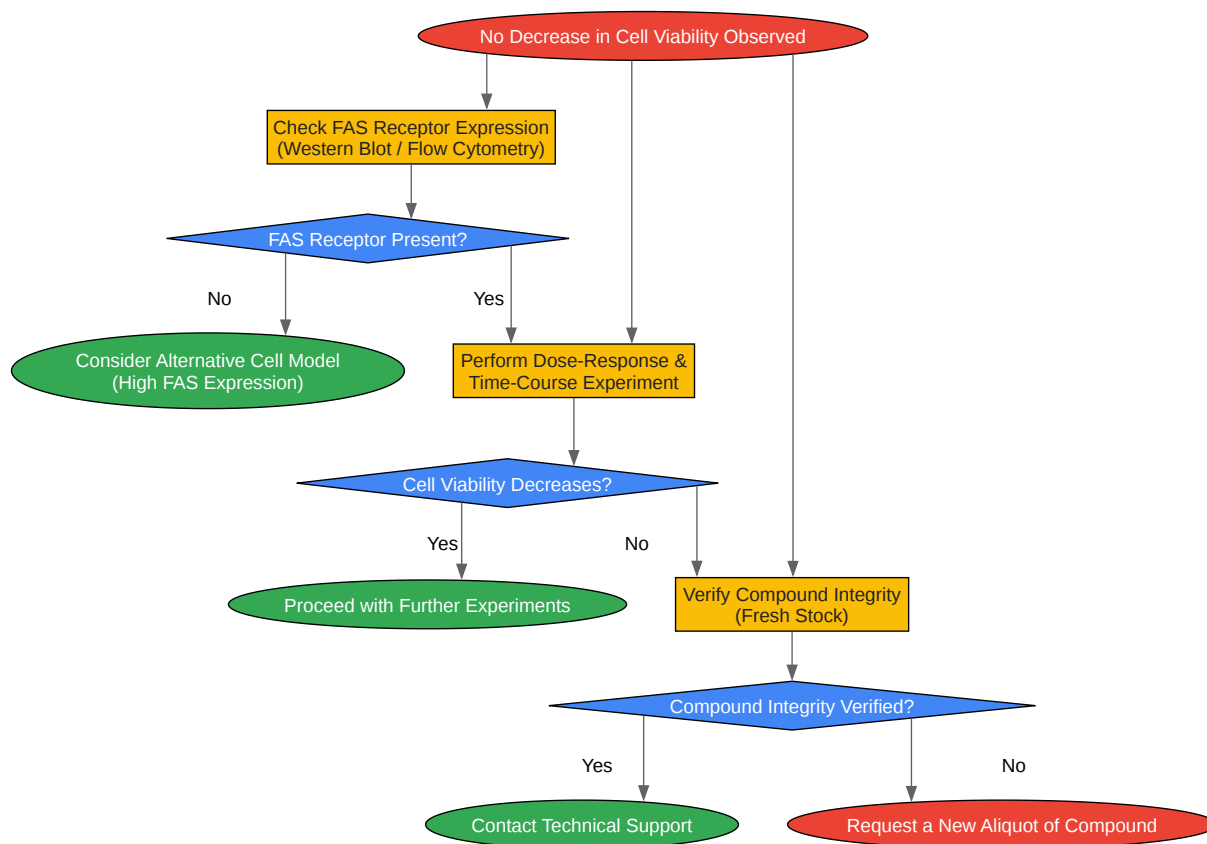 No Decrease in Cell Viability Observed
Check FAS Receptor Expression
(Western Blot / Flow Cytometry)
FAS Receptor Present?
No
Yes
Consider Alternative Cell Model
(High FAS Expression)
Perform Dose-Response &
Time-Course Experiment
Cell Viability Decreases?
Yes
No
Proceed with Further Experiments
Verify Compound Integrity
(Fresh Stock)
Compound Integrity Verified?
Yes
No
Contact Technical Support
Request a New Aliquot of Compound